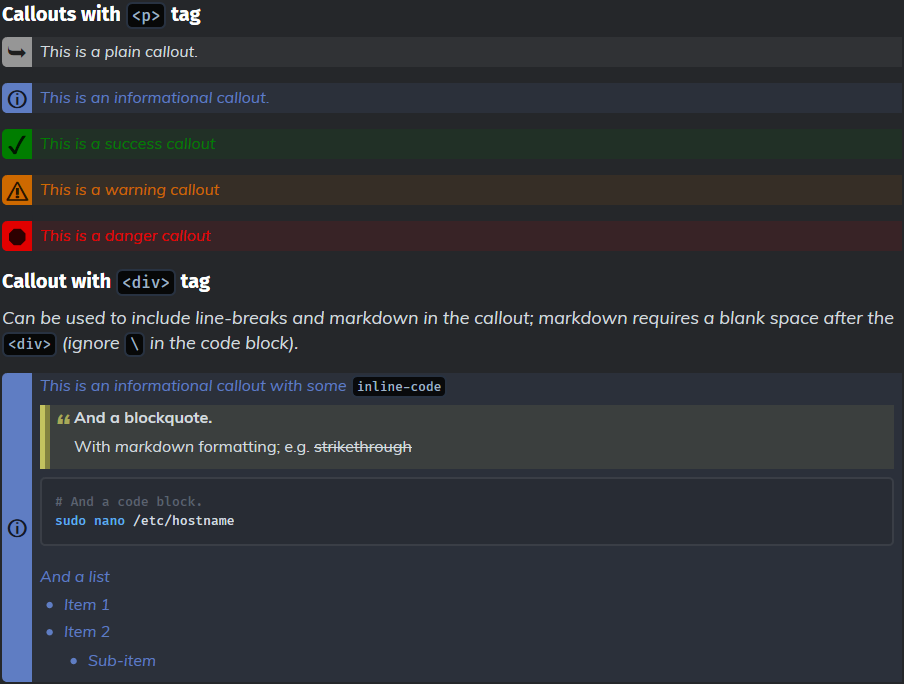 Callouts with <p> tag
This is a plain callout.
This is an informational callout.
This is a success callout
This is a warning callout
This is a danger callout
Callout with <div> tag
Can be used to include line-breaks and markdown in the callout; markdown requires a blank space after the
<div> (ignore \ in the code block).
This is an informational callout with some inline-code
And a blockquote.
With markdown formatting; e.g. strikethrough
# And a code block.
sudo nano /etc/hostname
And a list
• Item 1
• Item 2
• Sub-item